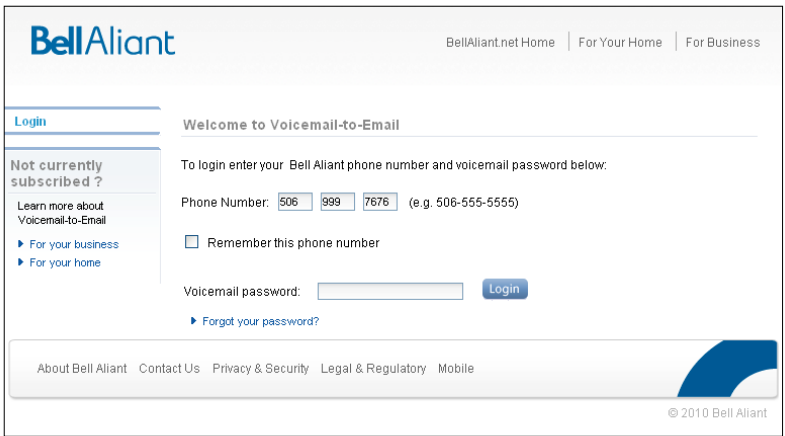 BellAliant
BellAliant.net Home For Your Home For Business
Login
Not currently
subscribed ?
Learn more about
Voicemail-to-Email
For your business
For your home
Welcome to Voicemail-to-Email
To login enter your Bell Aliant phone number and voicemail password below:
Phone Number: 506 999 7676 (e.g. 506-555-5555)
Remember this phone number
Voicemail password: Login
Forgot your password?
About Bell Aliant Contact Us Privacy & Security Legal & Regulatory Mobile
© 2010 Bell Aliant